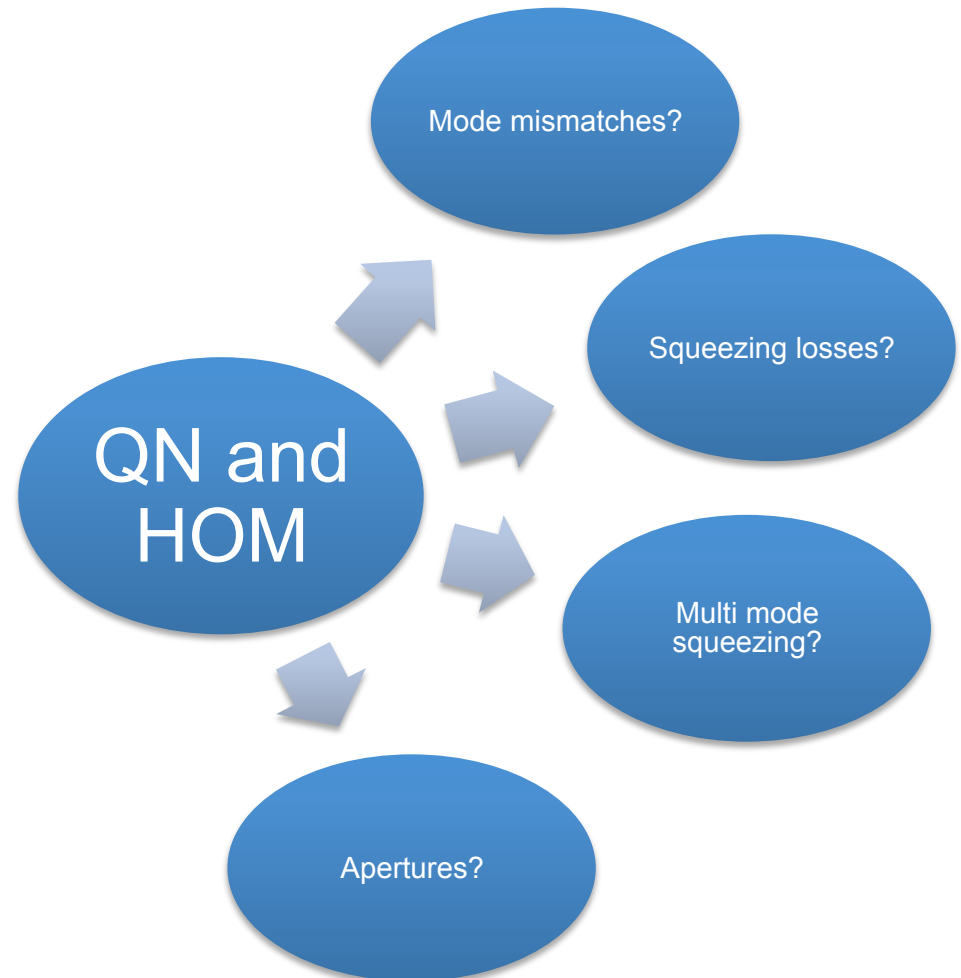 Mode mismatches?
Squeezing losses?
QN and
HOM
Multi mode
squeezing?
Apertures?